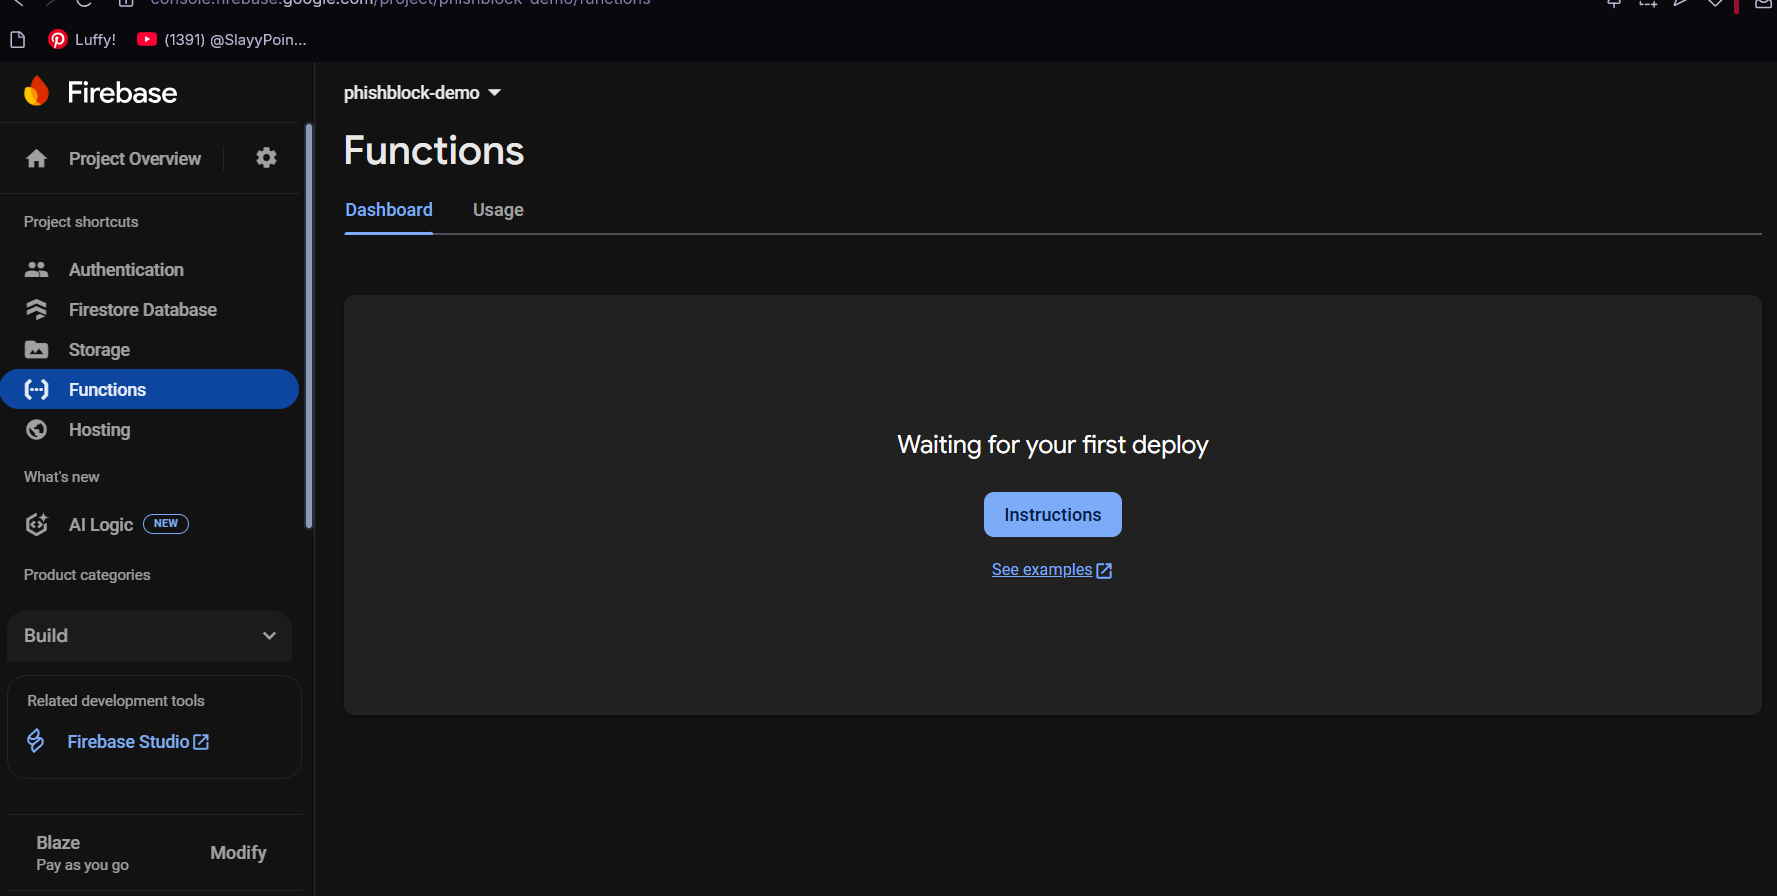 console.firebase.google.com/project/phishblock-demo/functions
Luffy!
(1391) @SlayyPoin...
Firebase
Project Overview
Project shortcuts
Authentication
Firestore Database
Storage
Functions
Hosting
What's new
AI Logic NEW
Product categories
Build
Related development tools
Firebase Studio
Blaze
Pay as you go
Modify
phishblock-demo
Functions
Dashboard Usage
Waiting for your first deploy
Instructions
See examples